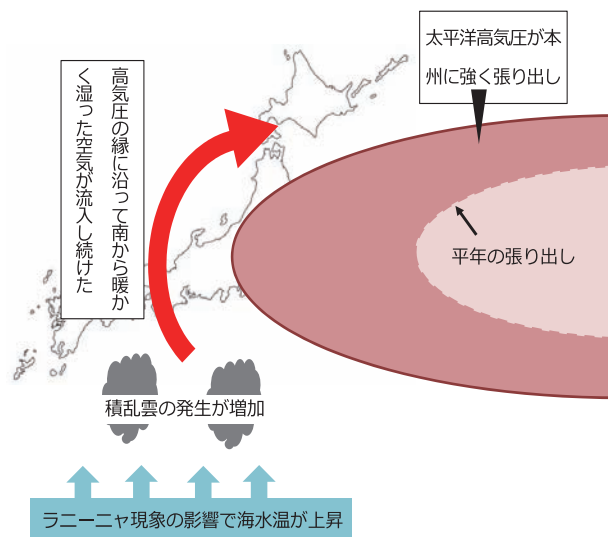 太平洋高気圧が本
州に強く張り出し
高気圧の縁に沿って南から暖か
く湿った空気が流入し続けた
平年の張り出し
積乱雲の発生が増加
ラニーニャ現象の影響で海水温が上昇